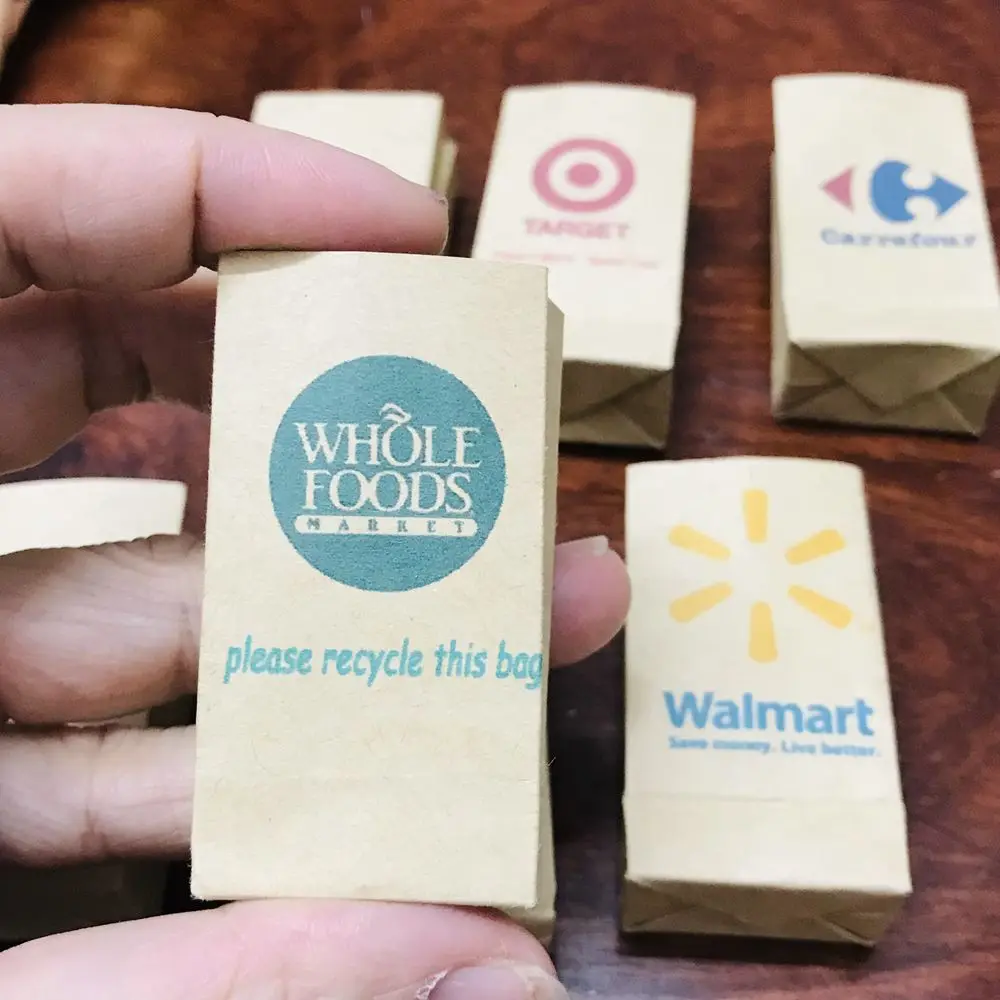 TARGET
Carrefour
WHOLE
FOODS
MARKET
please recycle this bag
Walmart
Save money. Live better.